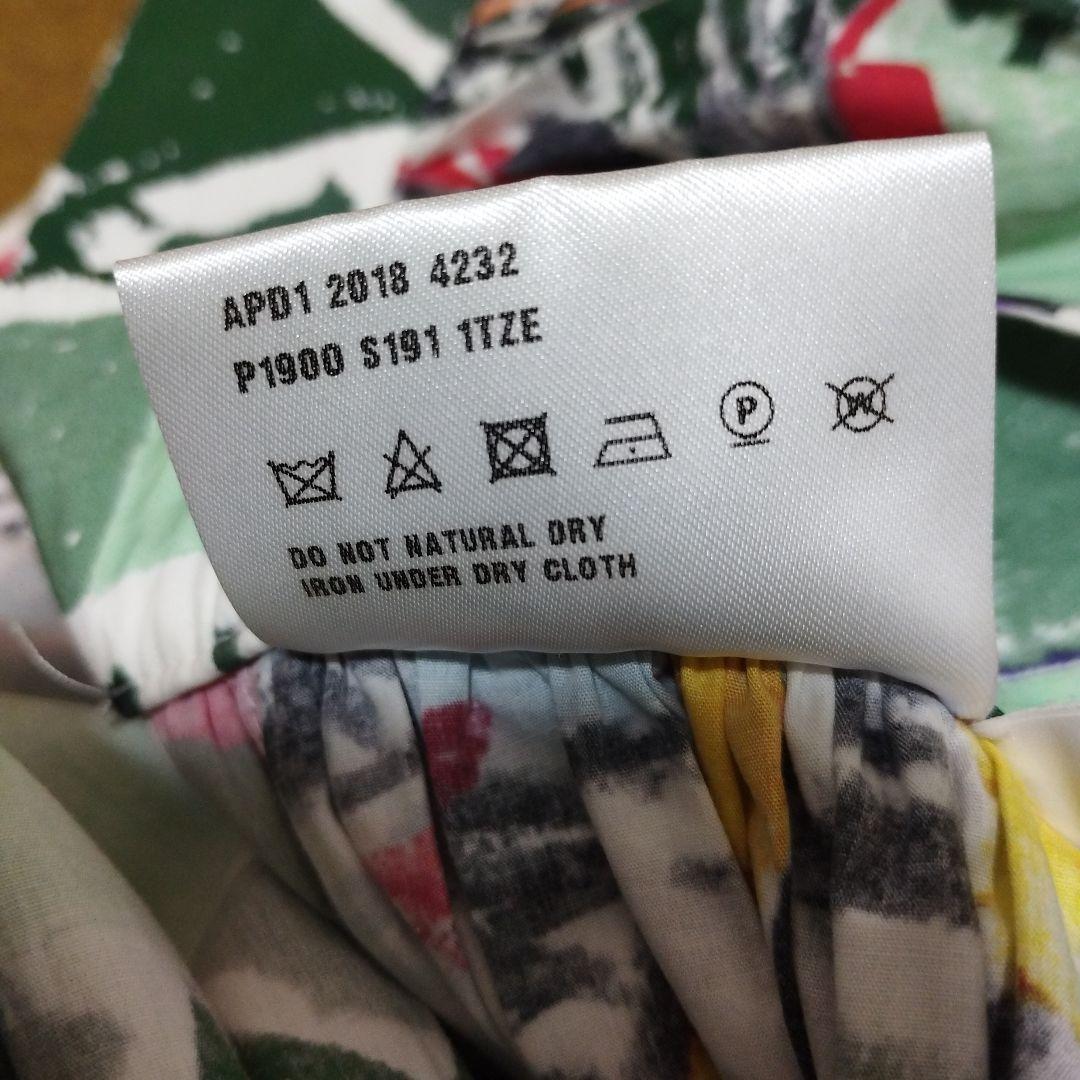 APD1 2018 4232
P1900 S191 1TZE
P W
DO NOT NATURAL DRY
IRON UNDER DRY CLOTH